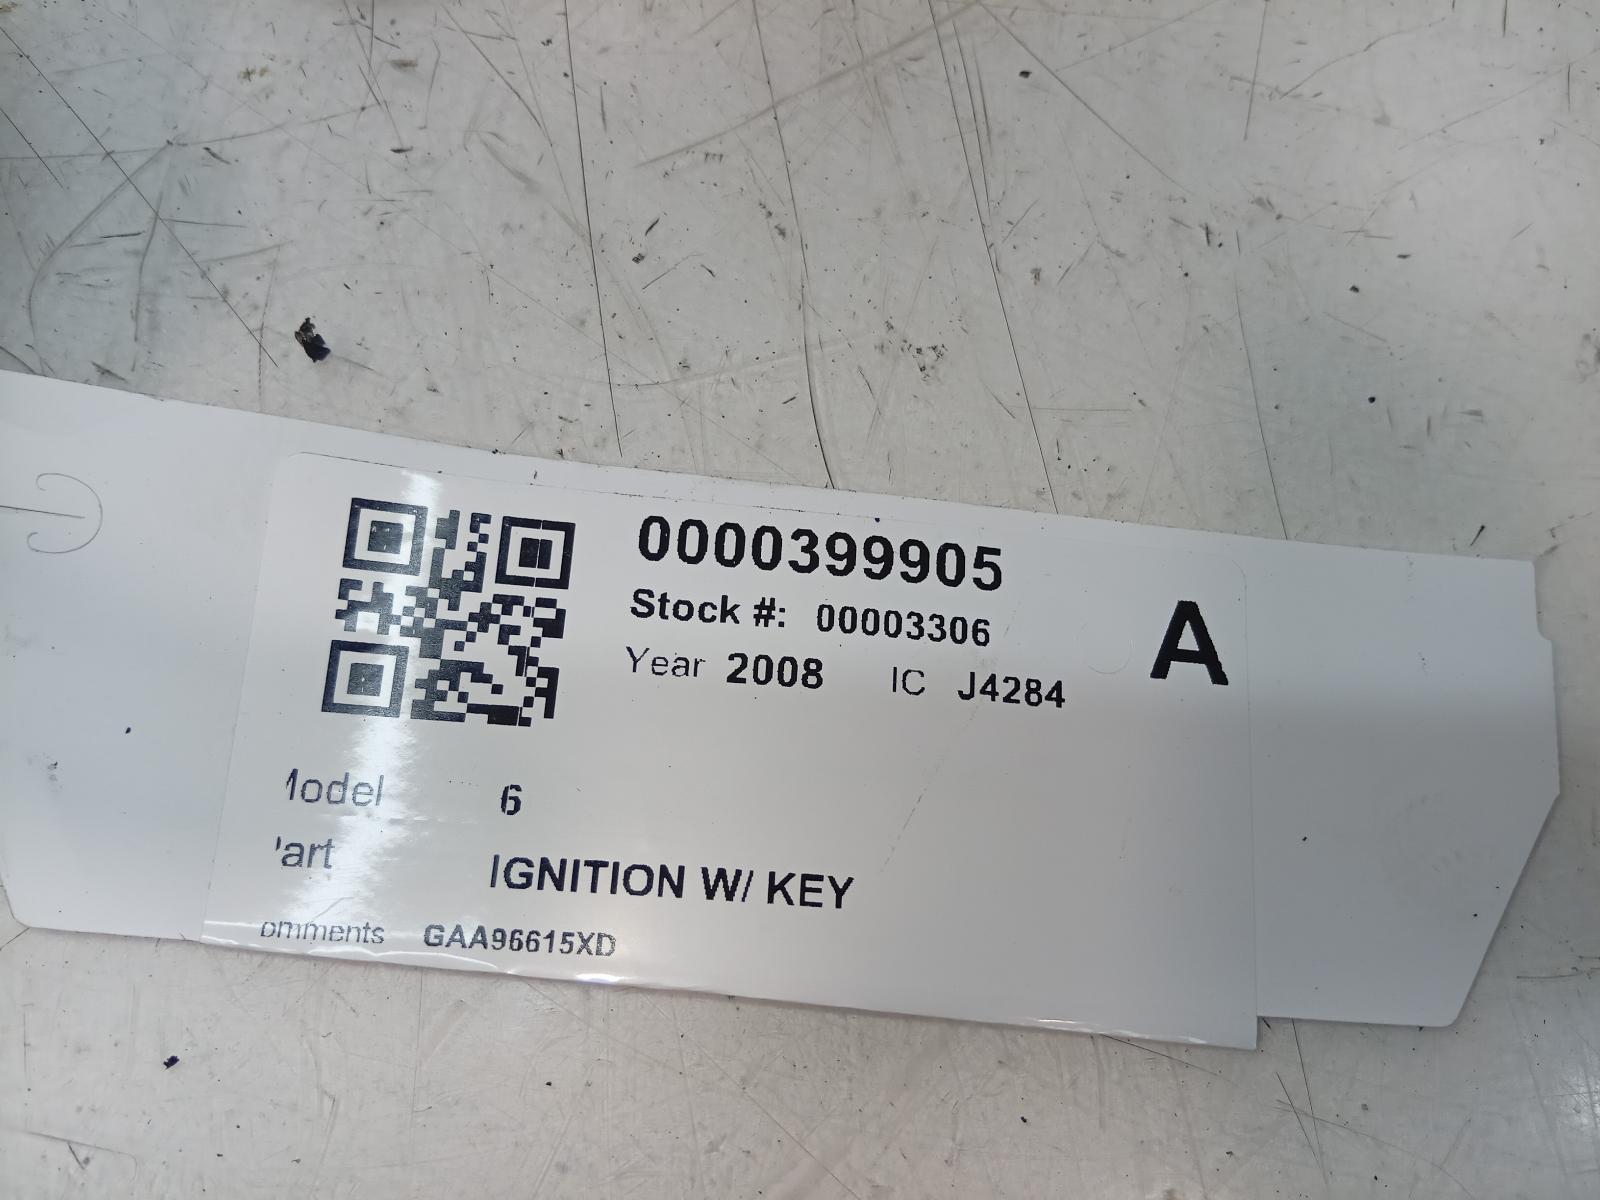 0000399905
Stock #: 00003306
A
Year 2008 IC J4284
Model 6
Part IGNITION W/ KEY
omments GAA96615XD